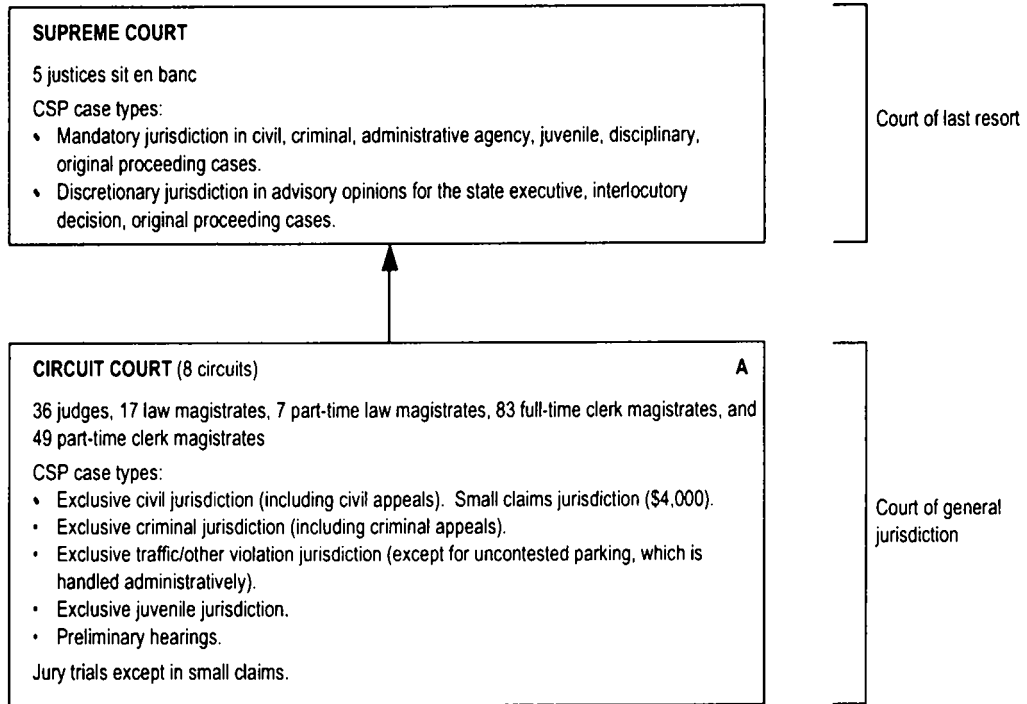 SUPREME COURT
5 justices sit en banc
CSP case types:
• Mandatory jurisdiction in civil, criminal, administrative agency, juvenile, disciplinary,
original proceeding cases.
• Discretionary jurisdiction in advisory opinions for the state executive, interlocutory
decision, original proceeding cases.
Court of last resort
CIRCUIT COURT (8 circuits) A
36 judges, 17 law magistrates, 7 part-time law magistrates, 83 full-time clerk magistrates, and
49 part-time clerk magistrates
CSP case types:
• Exclusive civil jurisdiction (including civil appeals). Small claims jurisdiction ($4,000).
• Exclusive criminal jurisdiction (including criminal appeals).
• Exclusive traffic/other violation jurisdiction (except for uncontested parking, which is
handled administratively).
• Exclusive juvenile jurisdiction.
• Preliminary hearings.
Jury trials except in small claims.
Court of general
jurisdiction